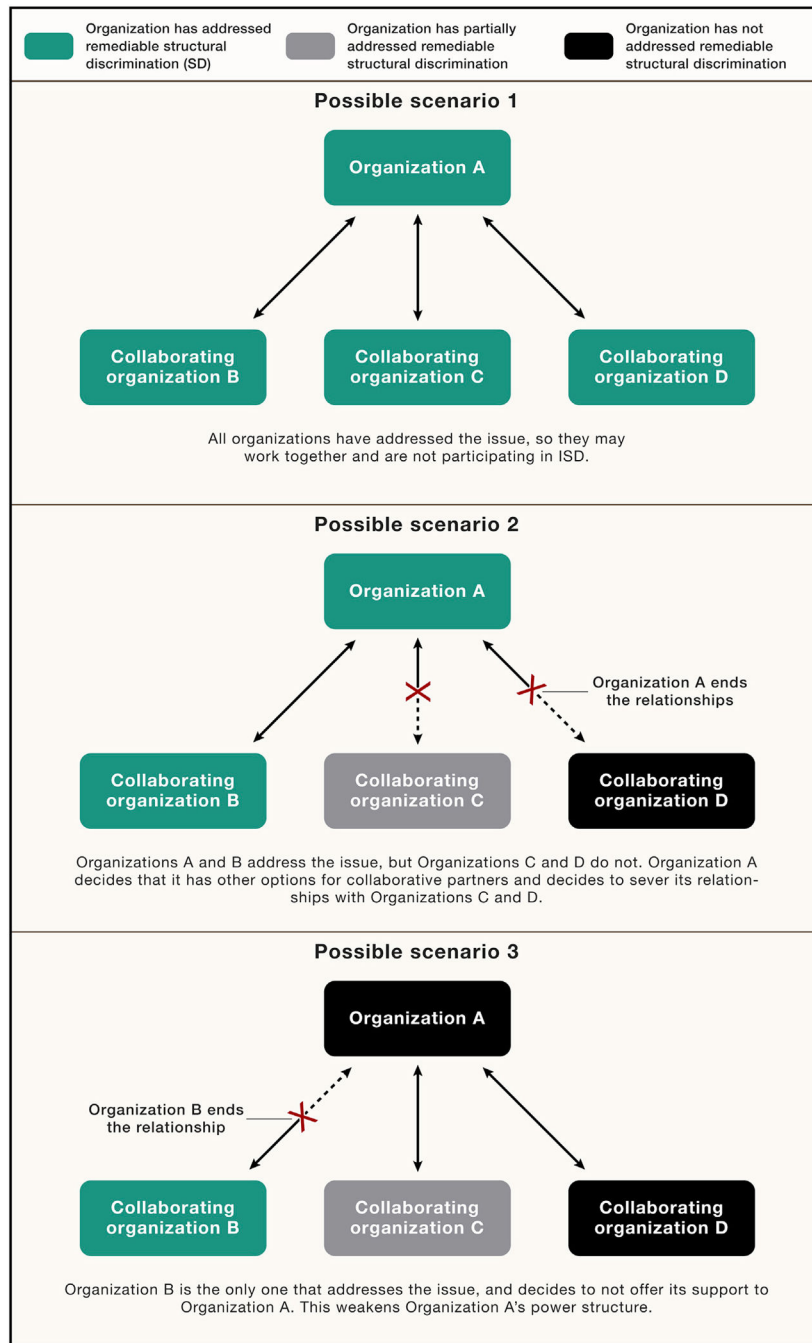 Organization has addressed
remediable structural
discrimination (SD)
Organization has partially
addressed remediable
structural discrimination
Organization has not
addressed remediable
structural discrimination
Possible scenario 1
Organization A
Collaborating
organization B
Collaborating
organization C
Collaborating
organization D
All organizations have addressed the issue, so they may
work together and are not participating in ISD.
Possible scenario 2
Organization A
Organization A ends
the relationships
Collaborating
organization B
Collaborating
organization C
Collaborating
organization D
Organizations A and B address the issue, but Organizations C and D do not. Organization A
decides that it has other options for collaborative partners and decides to sever its relation-
ships with Organizations C and D.
Possible scenario 3
Organization A
Organization B ends
the relationship
Collaborating
organization B
Collaborating
organization C
Collaborating
organization D
Organization B is the only one that addresses the issue, and decides to not offer its support to
Organization A. This weakens Organization A’s power structure.